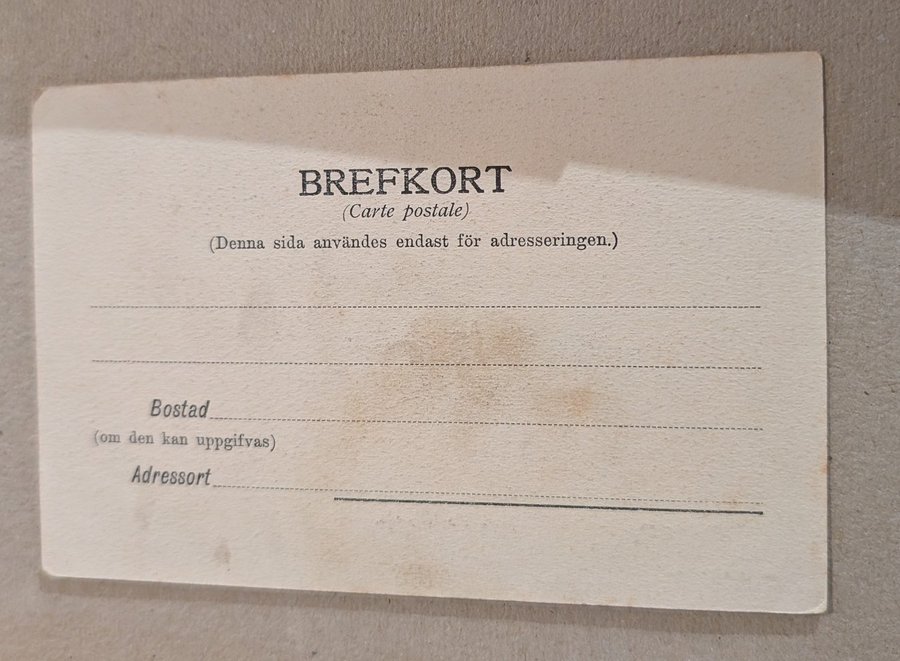 BREFKORT
(Carte postale)
(Denna sida användes endast för adresseringen.)
Bostad
(om den kan uppgifvas)
Adressort